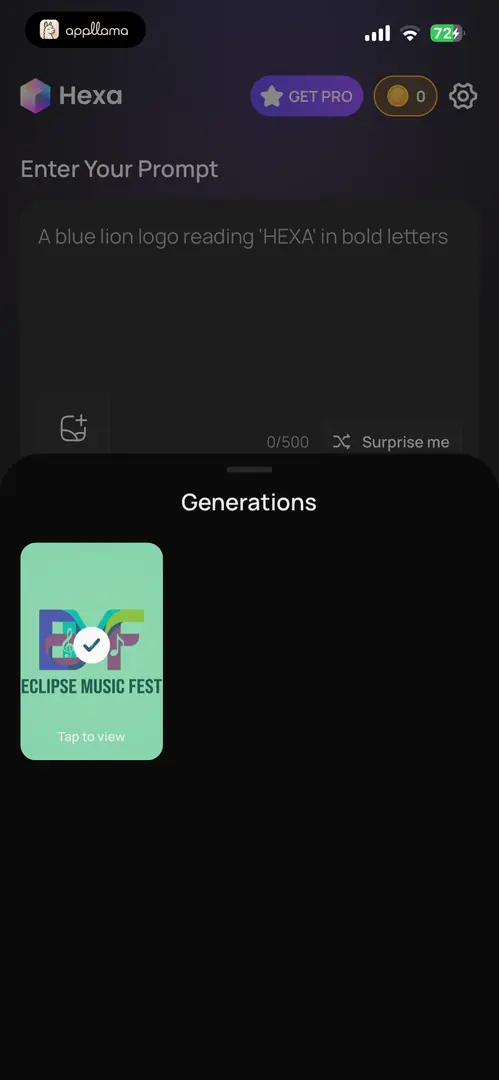 appllama
72
Hexa
GET PRO
0
Enter Your Prompt
A blue lion logo reading 'HEXA' in bold letters
0/500
Surprise me
Generations
ECLIPSE MUSIC FEST
Tap to view